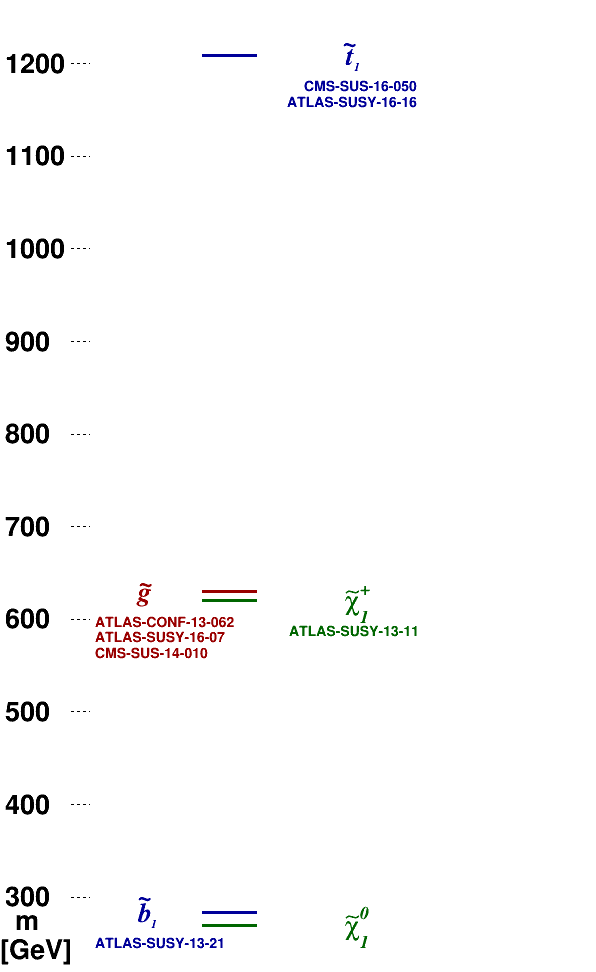 1200
t̃₁
CMS-SUS-16-050
ATLAS-SUSY-16-16
1100
1000
900
800
700
g̃
χ̃₁⁺
600
ATLAS-CONF-13-062
ATLAS-SUSY-16-07
CMS-SUS-14-010
ATLAS-SUSY-13-11
500
400
300
m
[GeV]
b̃₁
ATLAS-SUSY-13-21
χ̃₁⁰